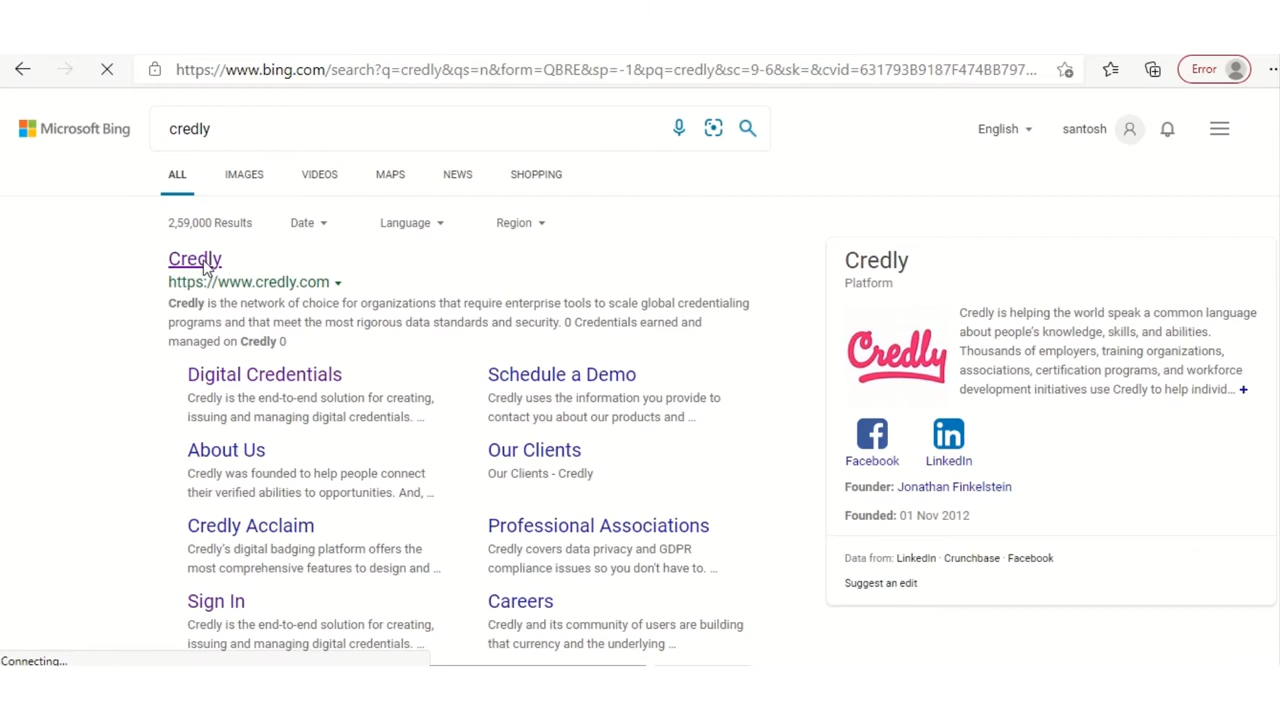 https://www.bing.com/search?q=credly&qs=n&form=QBRE&sp=-1&pq=credly&sc=9-6&sk=&cvid=631793B9187F474BB797...
Error
Microsoft Bing
credly
English
santosh
ALL
IMAGES
VIDEOS
MAPS
NEWS
SHOPPING
2,59,000 Results
Date
Language
Region
Credly
https://www.credly.com
Credly is the network of choice for organizations that require enterprise tools to scale global credentialing
programs and that meet the most rigorous data standards and security. 0 Credentials earned and
managed on Credly 0
Digital Credentials
Credly is the end-to-end solution for creating,
issuing and managing digital credentials. ...
Schedule a Demo
Credly uses the information you provide to
contact you about our products and ...
About Us
Credly was founded to help people connect
their verified abilities to opportunities. And, ...
Our Clients
Our Clients - Credly
Credly Acclaim
Credly's digital badging platform offers the
most comprehensive features to design and ...
Professional Associations
Credly covers data privacy and GDPR
compliance issues so you don't have to. ...
Sign In
Credly is the end-to-end solution for creating,
issuing and managing digital credentials. ...
Careers
Credly and its community of users are building
that currency and the underlying ...
Credly
Platform
Credly
Credly is helping the world speak a common language
about people's knowledge, skills, and abilities.
Thousands of employers, training organizations,
associations, certification programs, and workforce
development initiatives use Credly to help individ... +
Facebook
LinkedIn
Founder: Jonathan Finkelstein
Founded: 01 Nov 2012
Data from: LinkedIn · Crunchbase · Facebook
Suggest an edit
Connecting...